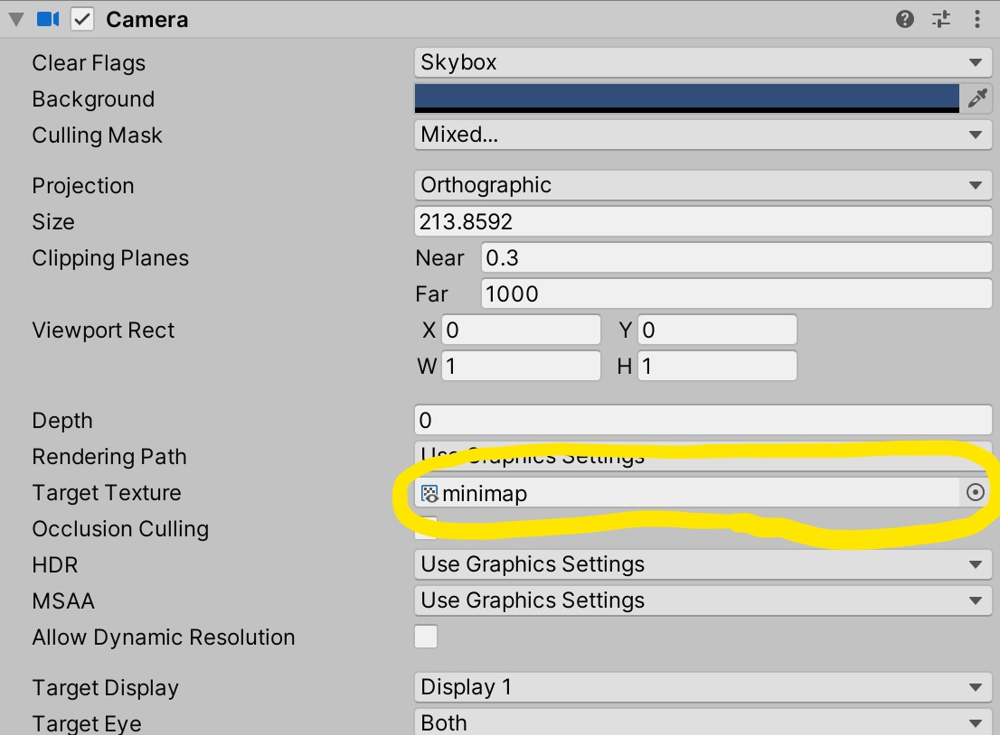 Camera
Clear Flags Skybox
Background
Culling Mask Mixed...
Projection Orthographic
Size 213.8592
Clipping Planes Near 0.3
Far 1000
Viewport Rect X 0 Y 0
W 1 H 1
Depth 0
Rendering Path Use Graphics Settings
Target Texture minimap
Occlusion Culling
HDR Use Graphics Settings
MSAA Use Graphics Settings
Allow Dynamic Resolution
Target Display Display 1
Target Eye Both